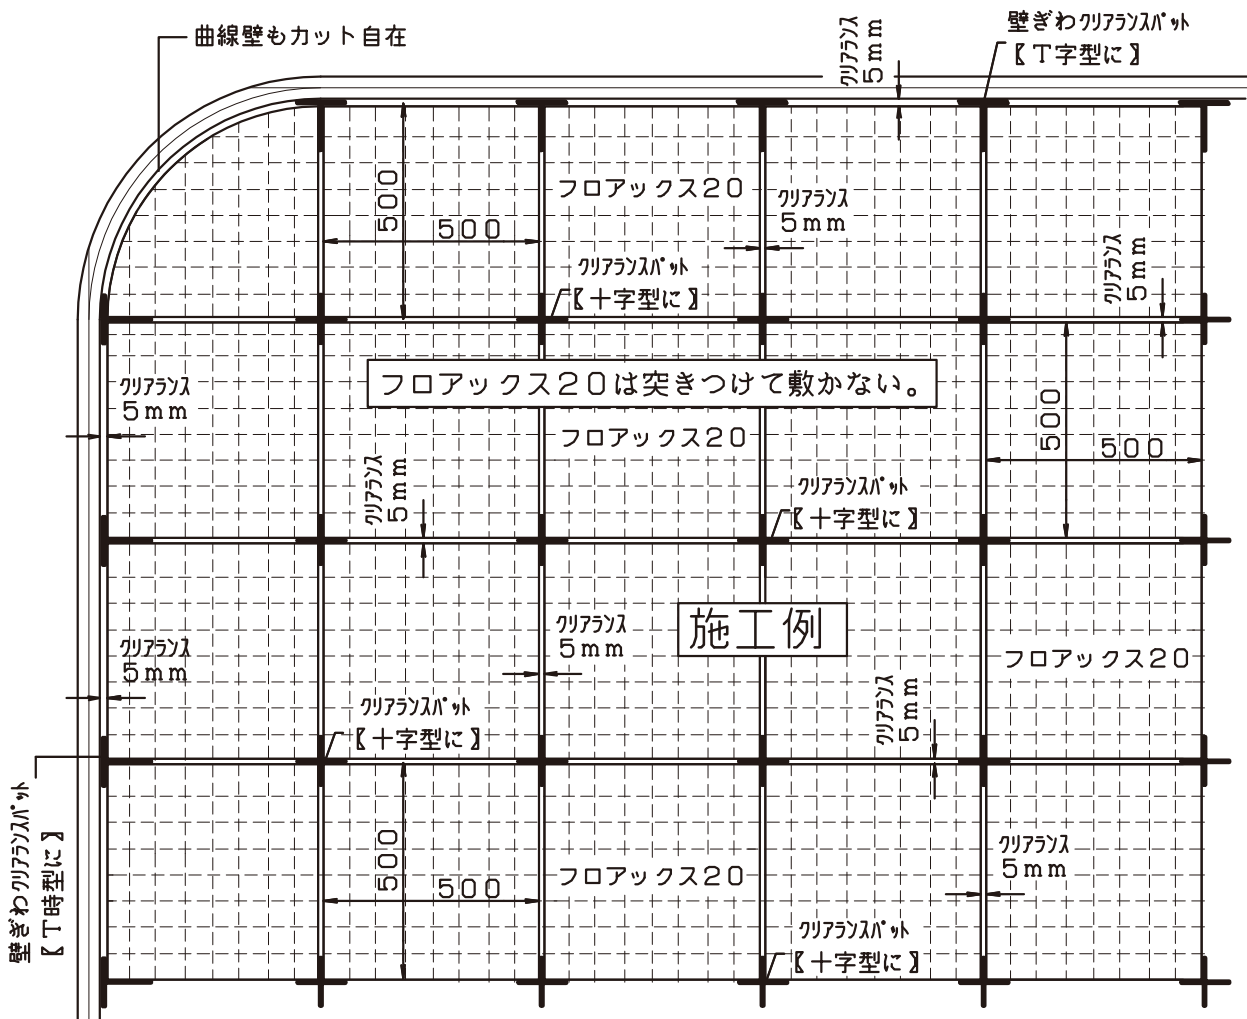 曲線壁もカット自在
クリアランス
5mm
壁ぎわクリアランスパット
【丁字型に】
500
500
フロアックス20
クリアランス
5mm
クリアランスパット
【十字型に】
クリアランス
5mm
フロアックス20は突きつけて敷かない。
クリアランス
5mm
フロアックス20
500
500
クリアランス
5mm
クリアランスパット
【十字型に】
施工例
クリアランス
5mm
クリアランス
5mm
フロアックス20
クリアランスパット
【十字型に】
クリアランス
5mm
壁ぎわクリアランスパット
【丁時型に】
500
500
フロアックス20
クリアランス
5mm
クリアランスパット
【十字型に】